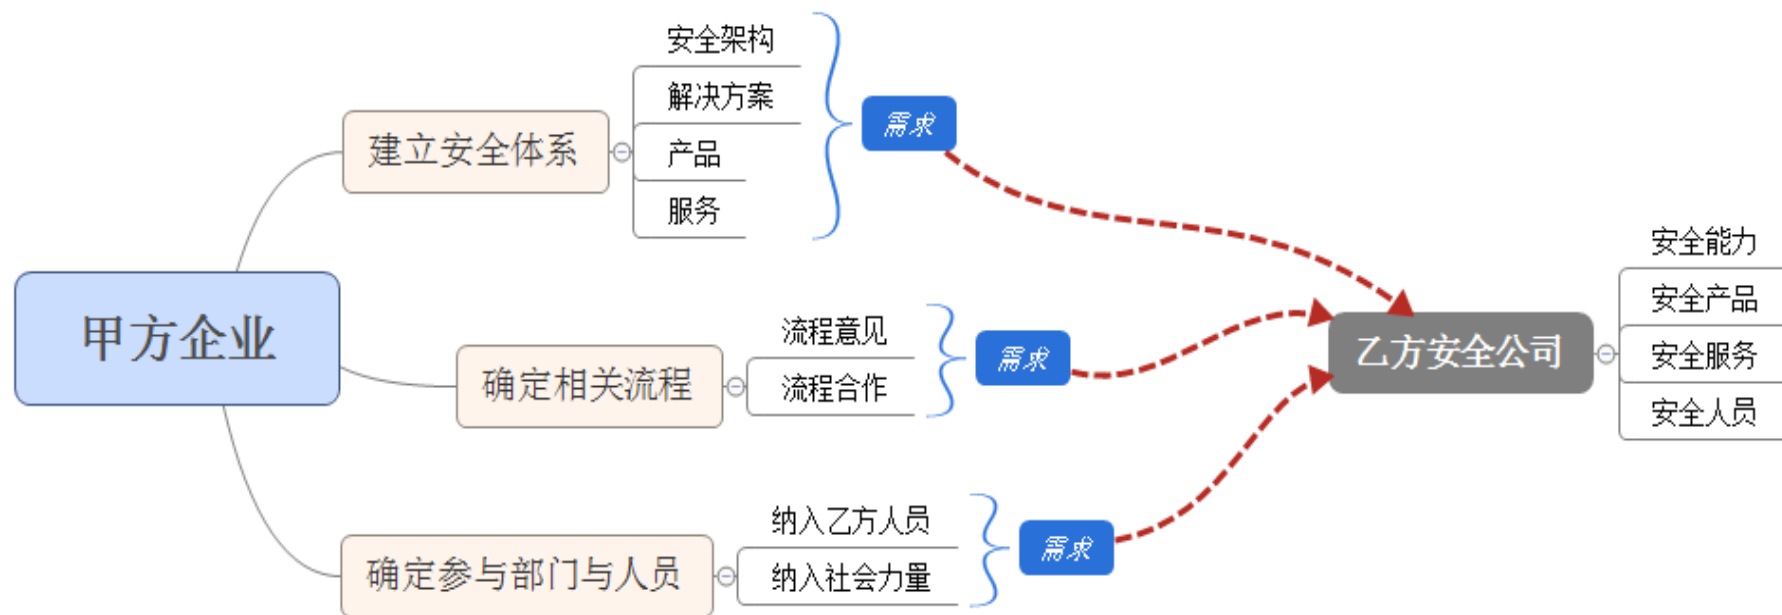 甲方企业
建立安全体系
安全架构
解决方案
产品
服务
需求
确定相关流程
流程意见
流程合作
需求
确定参与部门与人员
纳入乙方人员
纳入社会力量
需求
乙方安全公司
安全能力
安全产品
安全服务
安全人员